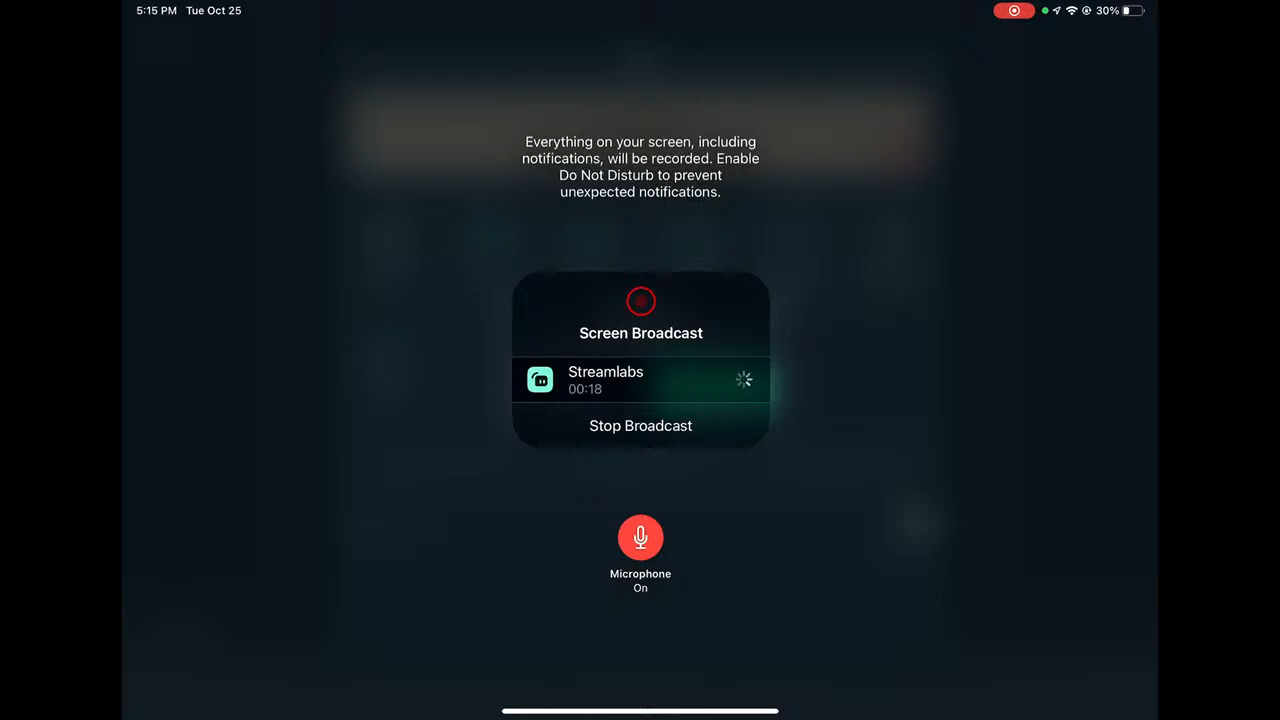 5:15 PM Tue Oct 25
30%
Everything on your screen, including
notifications, will be recorded. Enable
Do Not Disturb to prevent
unexpected notifications.
Screen Broadcast
Streamlabs
00:18
Stop Broadcast
Microphone
On